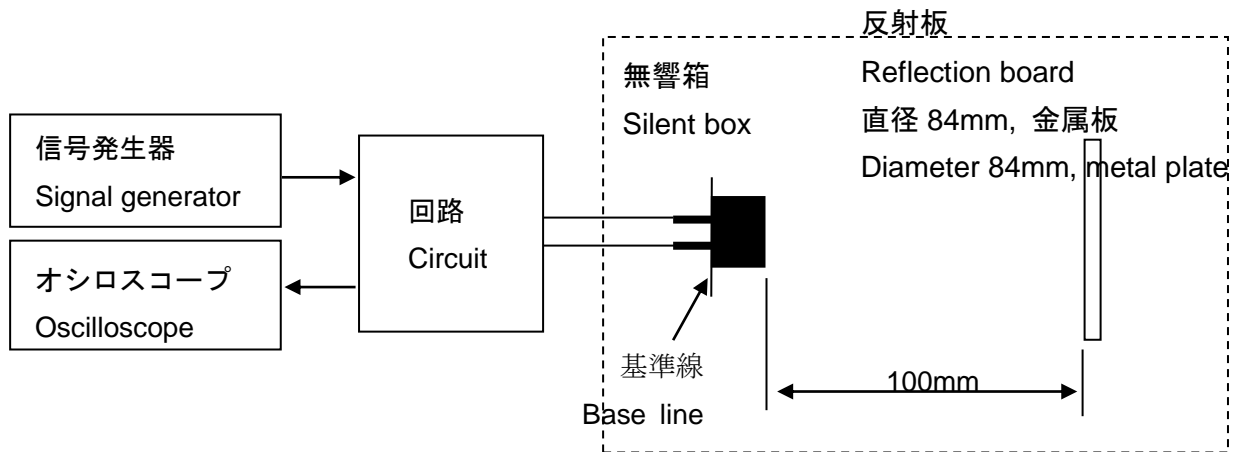 信号発生器
Signal generator
オシロスコープ
Oscilloscope
回路
Circuit
無響箱
Silent box
反射板
Reflection board
直径 84mm, 金属板
Diameter 84mm, metal plate
基準線
Base line
100mm